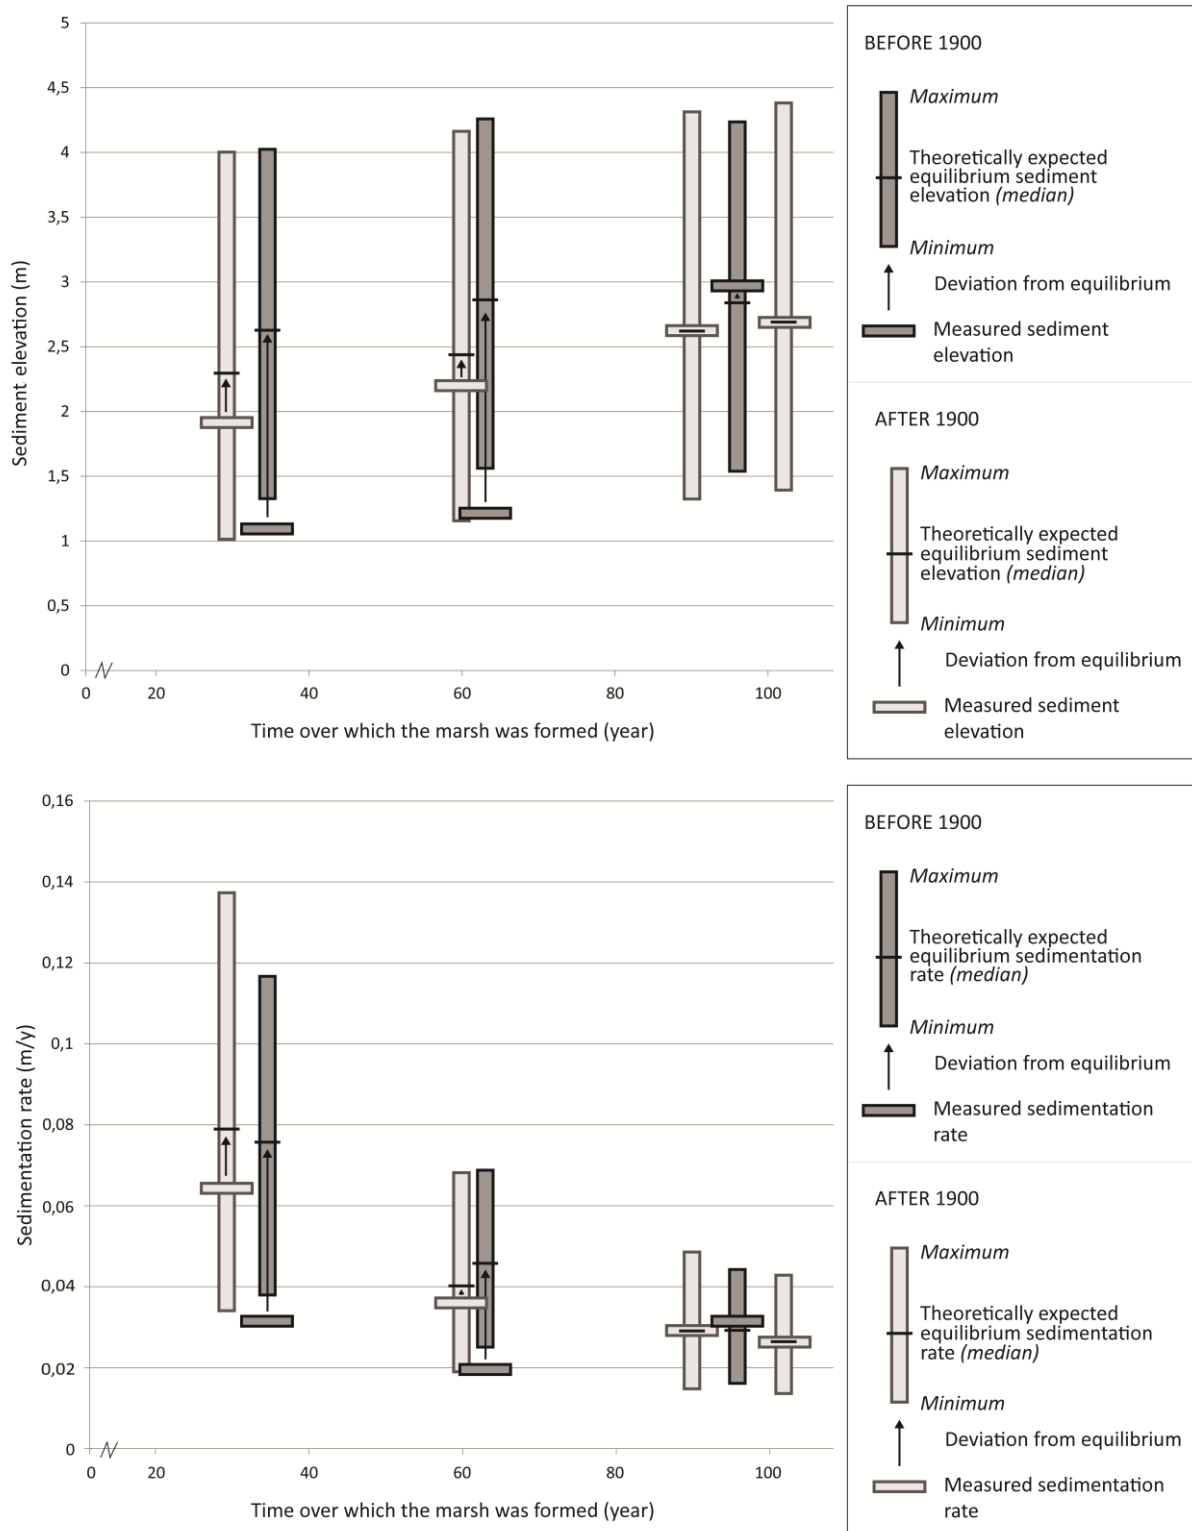 5
4,5
4
3,5
3
2,5
2
1,5
1
0,5
0
Sediment elevation (m)
0 20 40 60 80 100
Time over which the marsh was formed (year)
BEFORE 1900
Maximum
Theoretically expected
equilibrium sediment
elevation (median)
Minimum
Deviation from equilibrium
Measured sediment
elevation
AFTER 1900
Maximum
Theoretically expected
equilibrium sediment
elevation (median)
Minimum
Deviation from equilibrium
Measured sediment
elevation
0,16
0,14
0,12
0,1
0,08
0,06
0,04
0,02
0
Sedimentation rate (m/y)
0 20 40 60 80 100
Time over which the marsh was formed (year)
BEFORE 1900
Maximum
Theoretically expected
equilibrium sedimentation
rate (median)
Minimum
Deviation from equilibrium
Measured sedimentation
rate
AFTER 1900
Maximum
Theoretically expected
equilibrium sedimentation
rate (median)
Minimum
Deviation from equilibrium
Measured sedimentation
rate